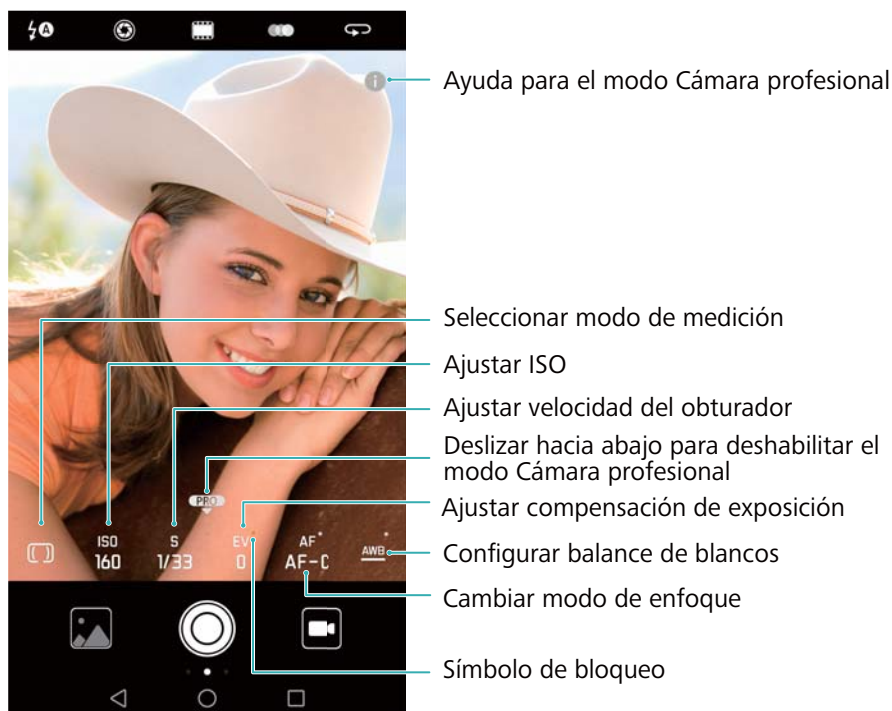 A
Ayuda para el modo Cámara profesional
Seleccionar modo de medición
Ajustar ISO
Ajustar velocidad del obturador
Deslizar hacia abajo para deshabilitar el
modo Cámara profesional
Ajustar compensación de exposición
Configurar balance de blancos
Cambiar modo de enfoque
Símbolo de bloqueo
PRO
ISO S EV AF AWB
160 1/33 0 AF-C